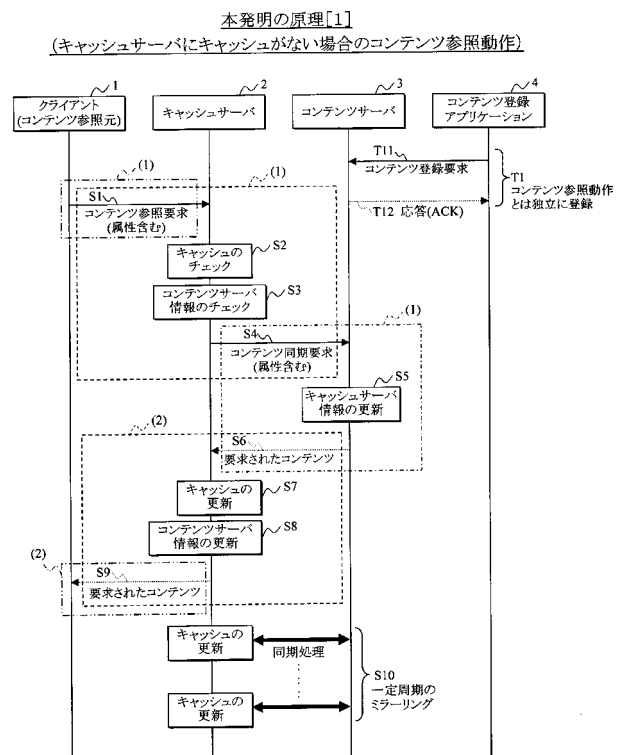 本発明の原理[1]
(キャッシュサーバにキャッシュがない場合のコンテンツ参照動作)
1
クライアント
(コンテンツ参照元)
2
キャッシュサーバ
3
コンテンツサーバ
4
コンテンツ登録
アプリケーション
T11
コンテンツ登録要求
T12 応答(ACK)
T1
コンテンツ参照動作
とは独立に登録
(1)
(1)
S1
コンテンツ参照要求
(属性含む)
キャッシュの
チェック
S2
コンテンツサーバ
情報のチェック
S3
(1)
S4
コンテンツ同期要求
(属性含む)
キャッシュサーバ
情報の更新
S5
(2)
S6
要求されたコンテンツ
キャッシュの
更新
S7
コンテンツサーバ
情報の更新
S8
(2)
S9
要求されたコンテンツ
キャッシュの
更新
同期処理
キャッシュの
更新
S10
一定周期の
ミラーリング